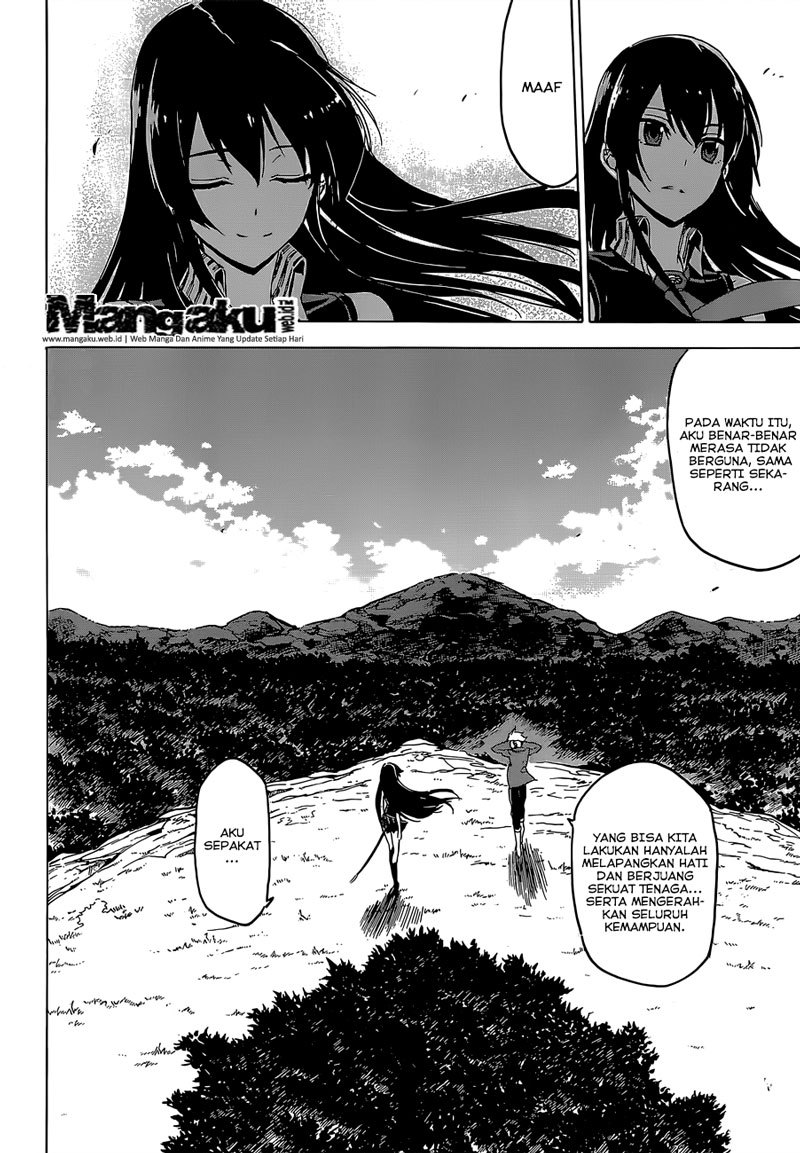 MAAF
Mangaku
web.id
www.mangaku.web.id | Web Manga Dan Anime Yang Update Setiap Hari
PADA WAKTU ITU,
AKU BENAR-BENAR
MERASA TIDAK
BERGUNA, SAMA
SEPERTI SEKA-
RANG...
AKU
SEPAKAT
...
YANG BISA KITA
LAKUKAN HANYALAH
MELAPANGKAN HATI
DAN BERJUANG
SEKUAT TENAGA...
SERTA MENGERAH-
KAN SELURUH
KEMAMPUAN.